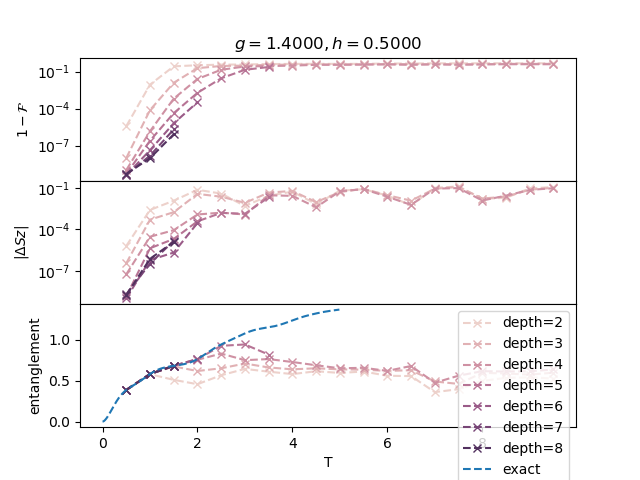 g = 1.4000, h = 0.5000
10⁻¹
10⁻⁴
10⁻⁷
1 − ℱ
10⁻¹
10⁻⁴
10⁻⁷
|ΔSz|
1.0
0.5
0.0
entanglement
0 2 4 6 8
T
depth=2
depth=3
depth=4
depth=5
depth=6
depth=7
depth=8
exact